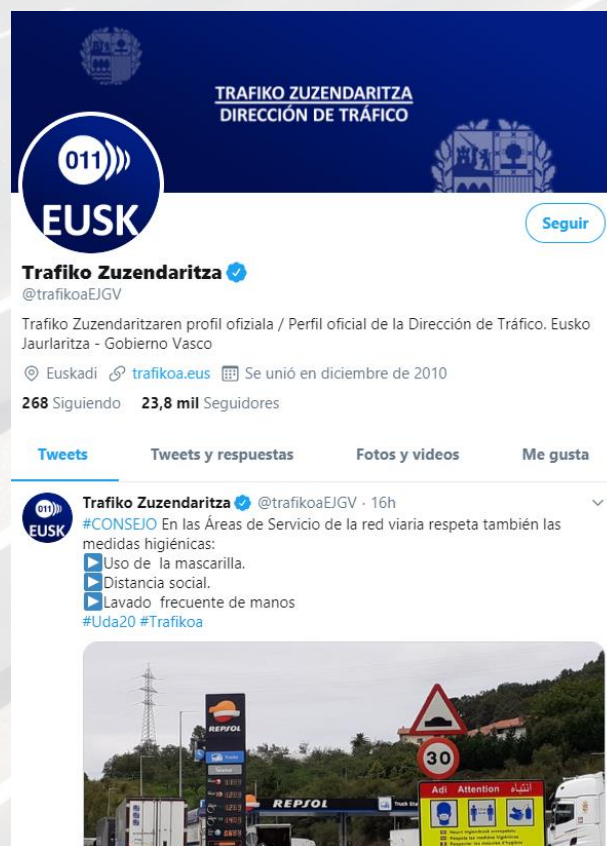 TRAFIKO ZUZENDARITZA
DIRECCIÓN DE TRÁFICO
011
EUSK
Seguir
Trafiko Zuzendaritza
@trafikoaEJGV
Trafiko Zuzendaritzaren profil ofiziala / Perfil oficial de la Dirección de Tráfico. Eusko
Jaurlaritza - Gobierno Vasco
Euskadi trafikoa.eus Se unió en diciembre de 2010
268 Siguiendo 23,8 mil Seguidores
Tweets Tweets y respuestas Fotos y videos Me gusta
011
EUSK
Trafiko Zuzendaritza @trafikoaEJGV · 16h
#CONSEJO En las Áreas de Servicio de la red viaria respeta también las
medidas higiénicas:
Uso de la mascarilla.
Distancia social.
Lavado frecuente de manos
#Uda20 #Trafikoa
REPSOL
30
Adi Attention انتباه
REPSOL